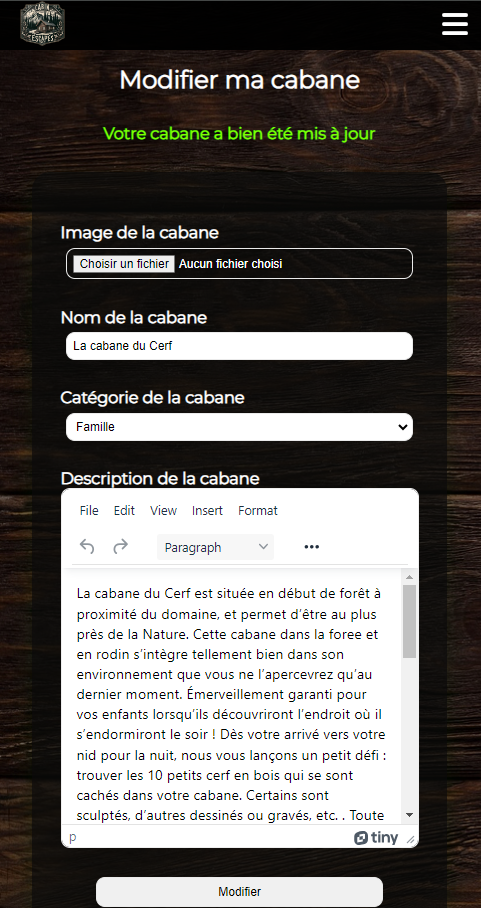 CABIN
ESCAPES
Modifier ma cabane
Votre cabane a bien été mis à jour
Image de la cabane
Choisir un fichier Aucun fichier choisi
Nom de la cabane
La cabane du Cerf
Catégorie de la cabane
Famille
Description de la cabane
File Edit View Insert Format
Paragraph
La cabane du Cerf est située en début de forêt à
proximité du domaine, et permet d'être au plus
près de la Nature. Cette cabane dans la foree et
en rodin s'intègre tellement bien dans son
environnement que vous ne l'apercevrez qu'au
dernier moment. Émerveillement garanti pour
vos enfants lorsqu'ils découvriront l'endroit où il
s'endormiront le soir ! Dès votre arrivé vers votre
nid pour la nuit, nous vous lançons un petit défi :
trouver les 10 petits cerf en bois qui se sont
cachés dans votre cabane. Certains sont
sculptés, d'autres dessinés ou gravés, etc. . Toute
p tiny
Modifier